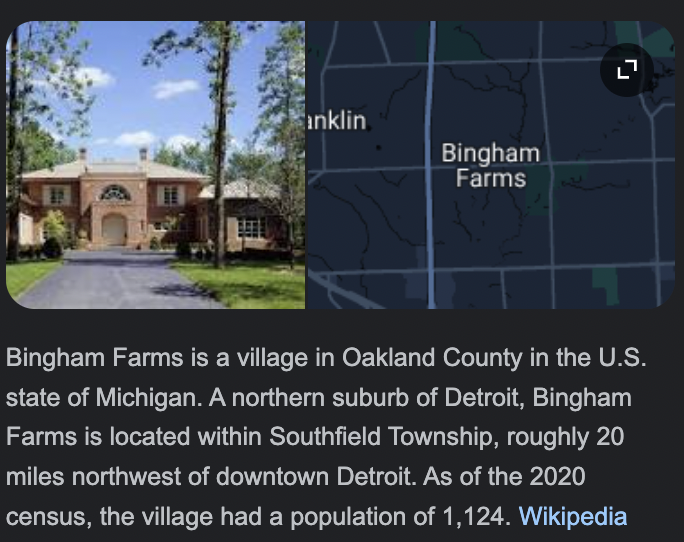 anklin
Bingham
Farms
Bingham Farms is a village in Oakland County in the U.S.
state of Michigan. A northern suburb of Detroit, Bingham
Farms is located within Southfield Township, roughly 20
miles northwest of downtown Detroit. As of the 2020
census, the village had a population of 1,124. Wikipedia